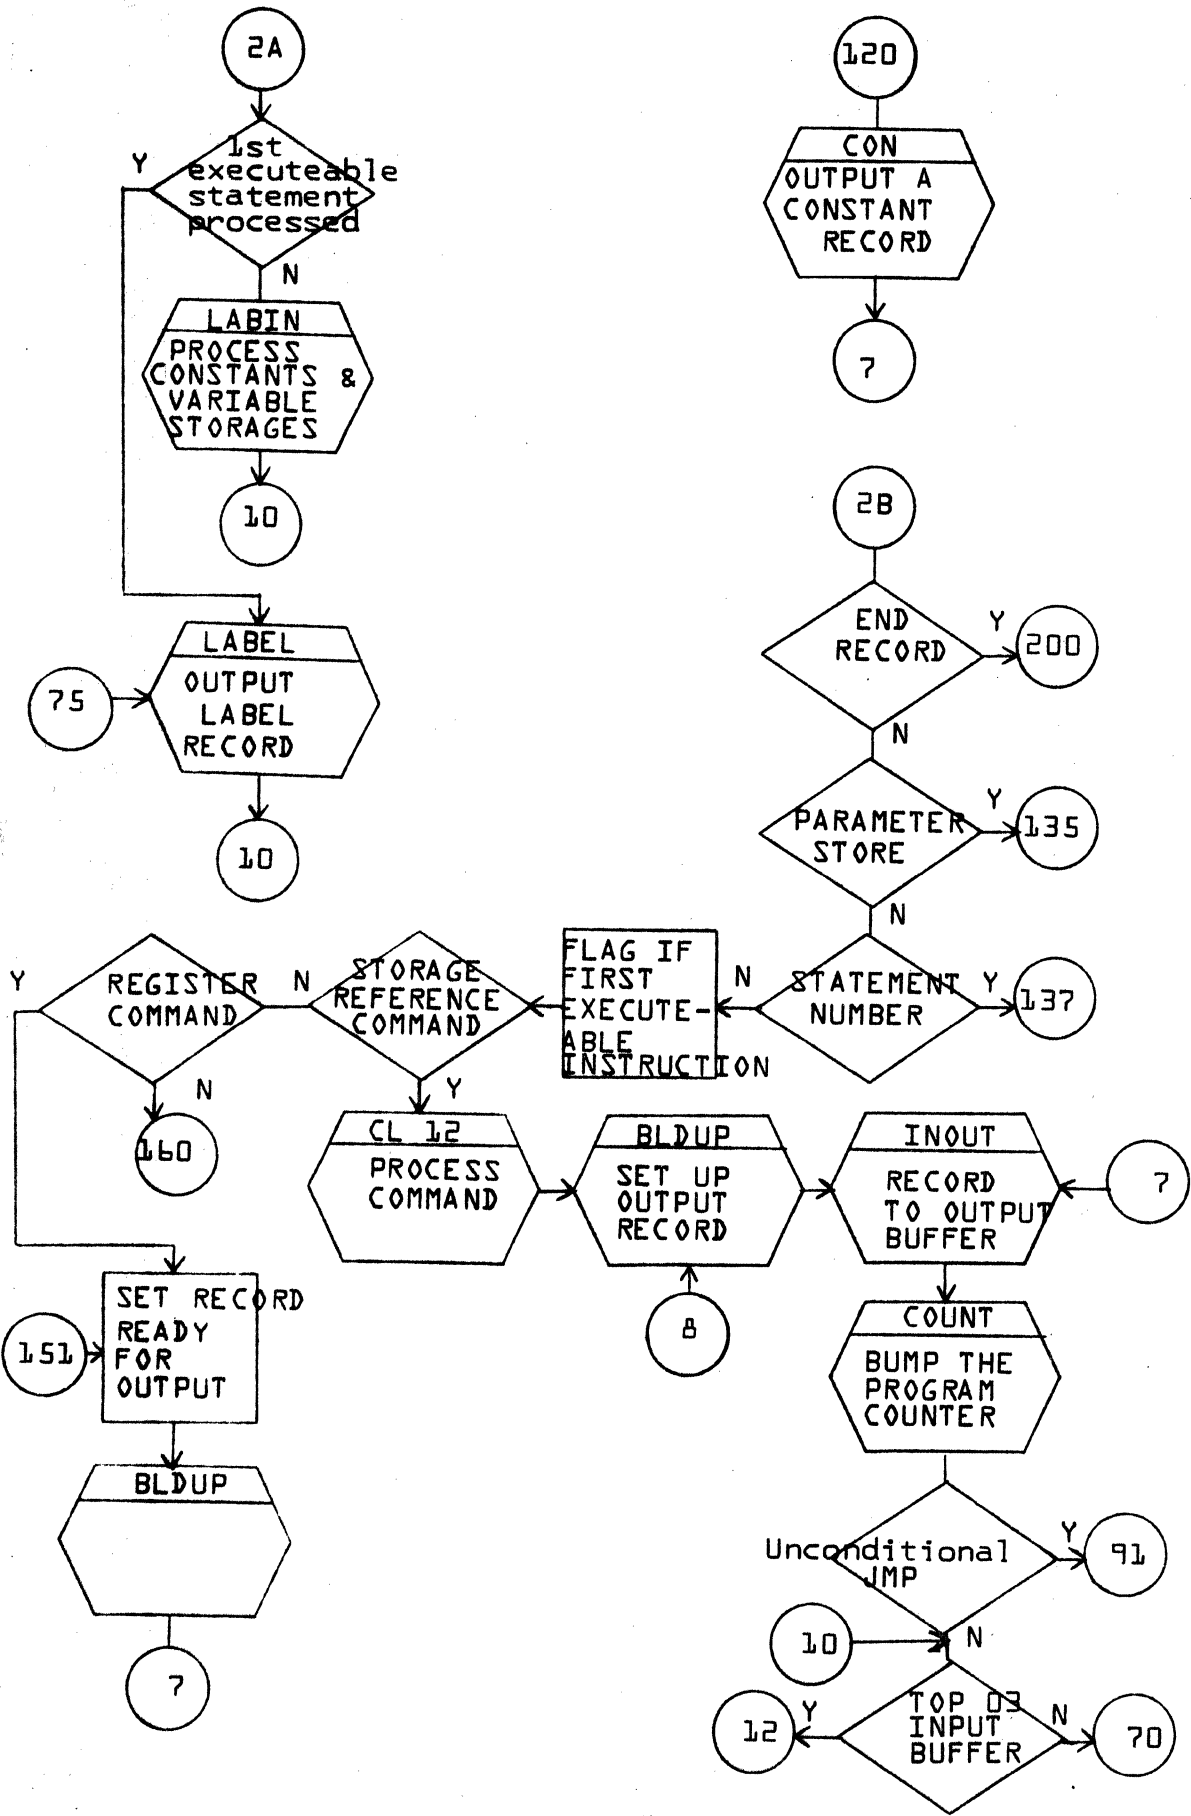 2A
1st
executeable
statement
processed
Y
N
LABIN
PROCESS
CONSTANTS &
VARIABLE
STORAGES
10
LABEL
OUTPUT
LABEL
RECORD
75
10
120
CON
OUTPUT A
CONSTANT
RECORD
7
2B
END
RECORD
Y
200
N
PARAMETER
STORE
Y
135
N
STATEMENT
NUMBER
Y
137
N
FLAG IF
FIRST
EXECUTE-
ABLE
INSTRUCTION
STORAGE
REFERENCE
COMMAND
N
Y
REGISTER
COMMAND
Y
N
160
CL 12
PROCESS
COMMAND
BLDUP
SET UP
OUTPUT
RECORD
8
INOUT
RECORD
TO OUTPUT
BUFFER
7
SET RECORD
READY
FOR
OUTPUT
151
BLDUP
7
COUNT
BUMP THE
PROGRAM
COUNTER
Unconditional
JMP
Y
91
N
10
TOP 03
INPUT
BUFFER
Y
12
N
70